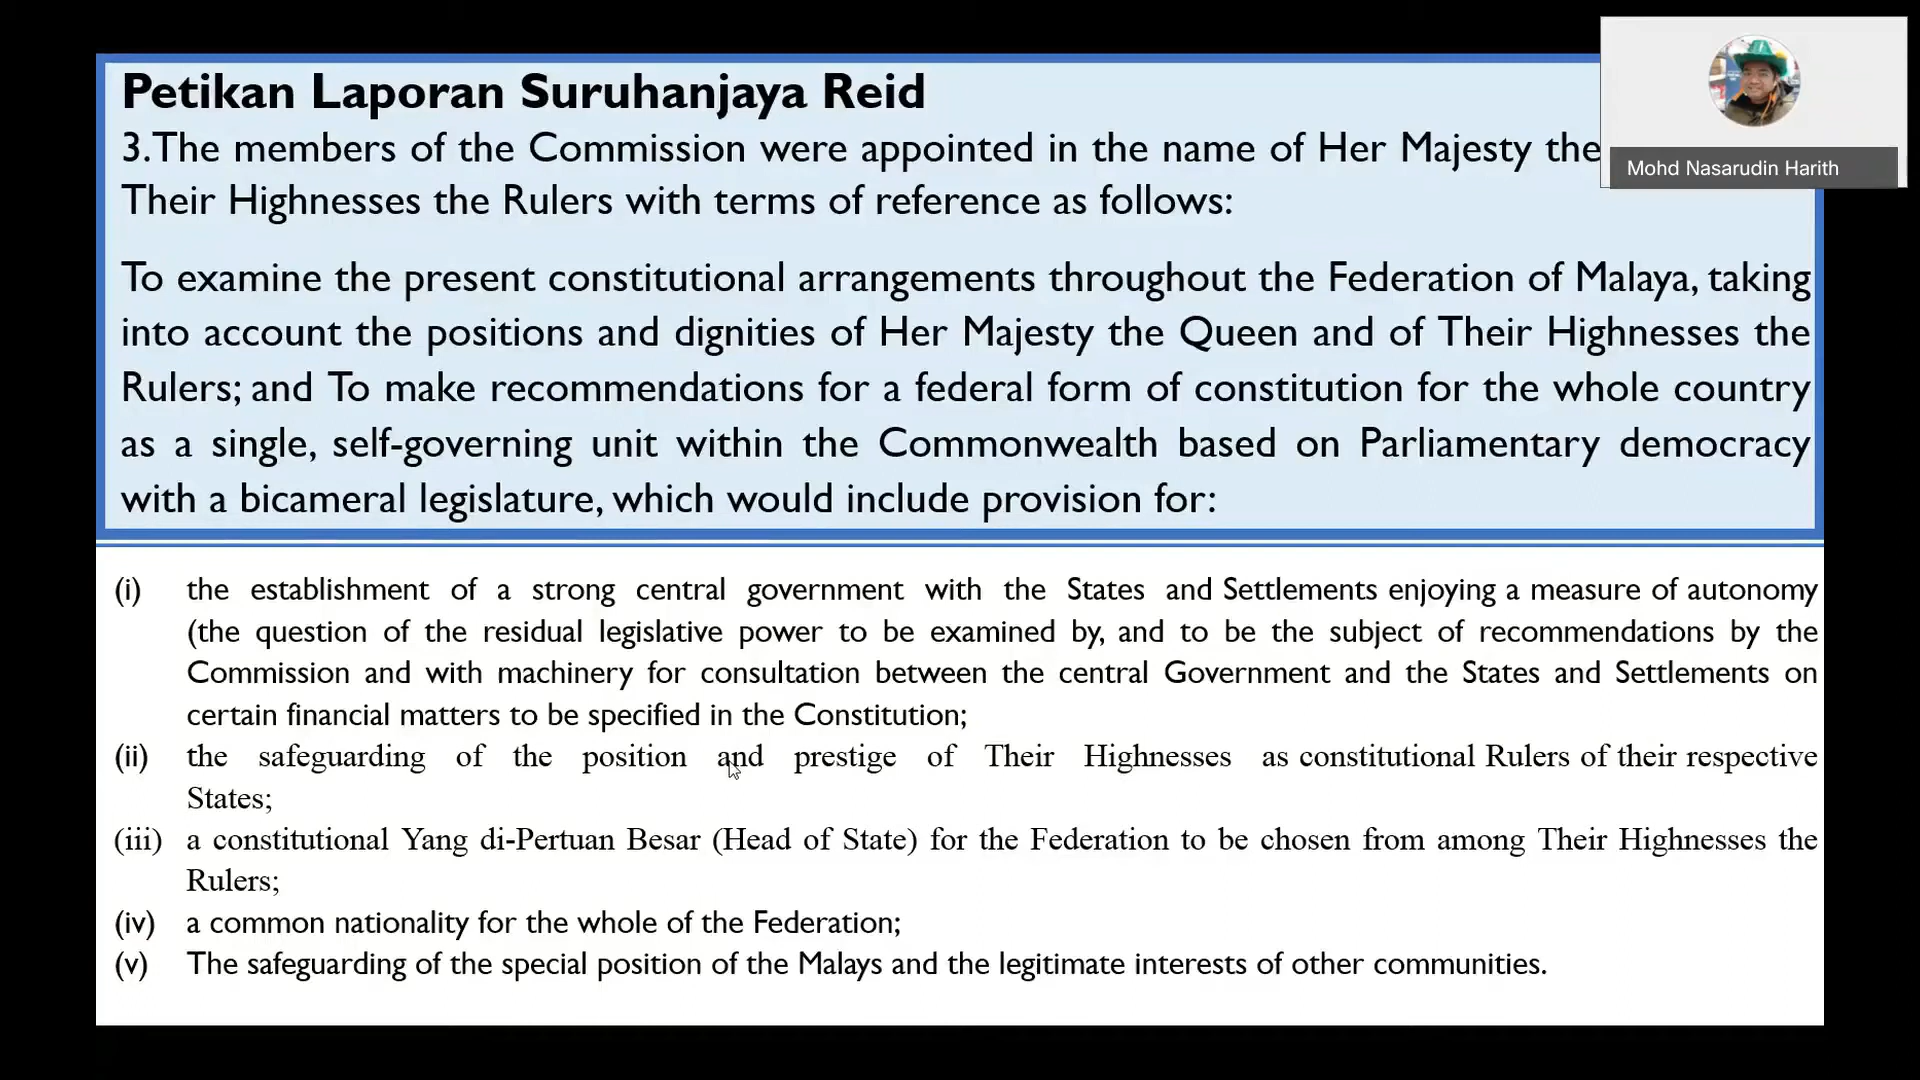 Petikan Laporan Suruhanjaya Reid
3.The members of the Commission were appointed in the name of Her Majesty the
Their Highnesses the Rulers with terms of reference as follows:
To examine the present constitutional arrangements throughout the Federation of Malaya, taking
into account the positions and dignities of Her Majesty the Queen and of Their Highnesses the
Rulers; and To make recommendations for a federal form of constitution for the whole country
as a single, self-governing unit within the Commonwealth based on Parliamentary democracy
with a bicameral legislature, which would include provision for:
(i) the establishment of a strong central government with the States and Settlements enjoying a measure of autonomy
(the question of the residual legislative power to be examined by, and to be the subject of recommendations by the
Commission and with machinery for consultation between the central Government and the States and Settlements on
certain financial matters to be specified in the Constitution;
(ii) the safeguarding of the position and prestige of Their Highnesses as constitutional Rulers of their respective
States;
(iii) a constitutional Yang di-Pertuan Besar (Head of State) for the Federation to be chosen from among Their Highnesses the
Rulers;
(iv) a common nationality for the whole of the Federation;
(v) The safeguarding of the special position of the Malays and the legitimate interests of other communities.
Mohd Nasarudin Harith